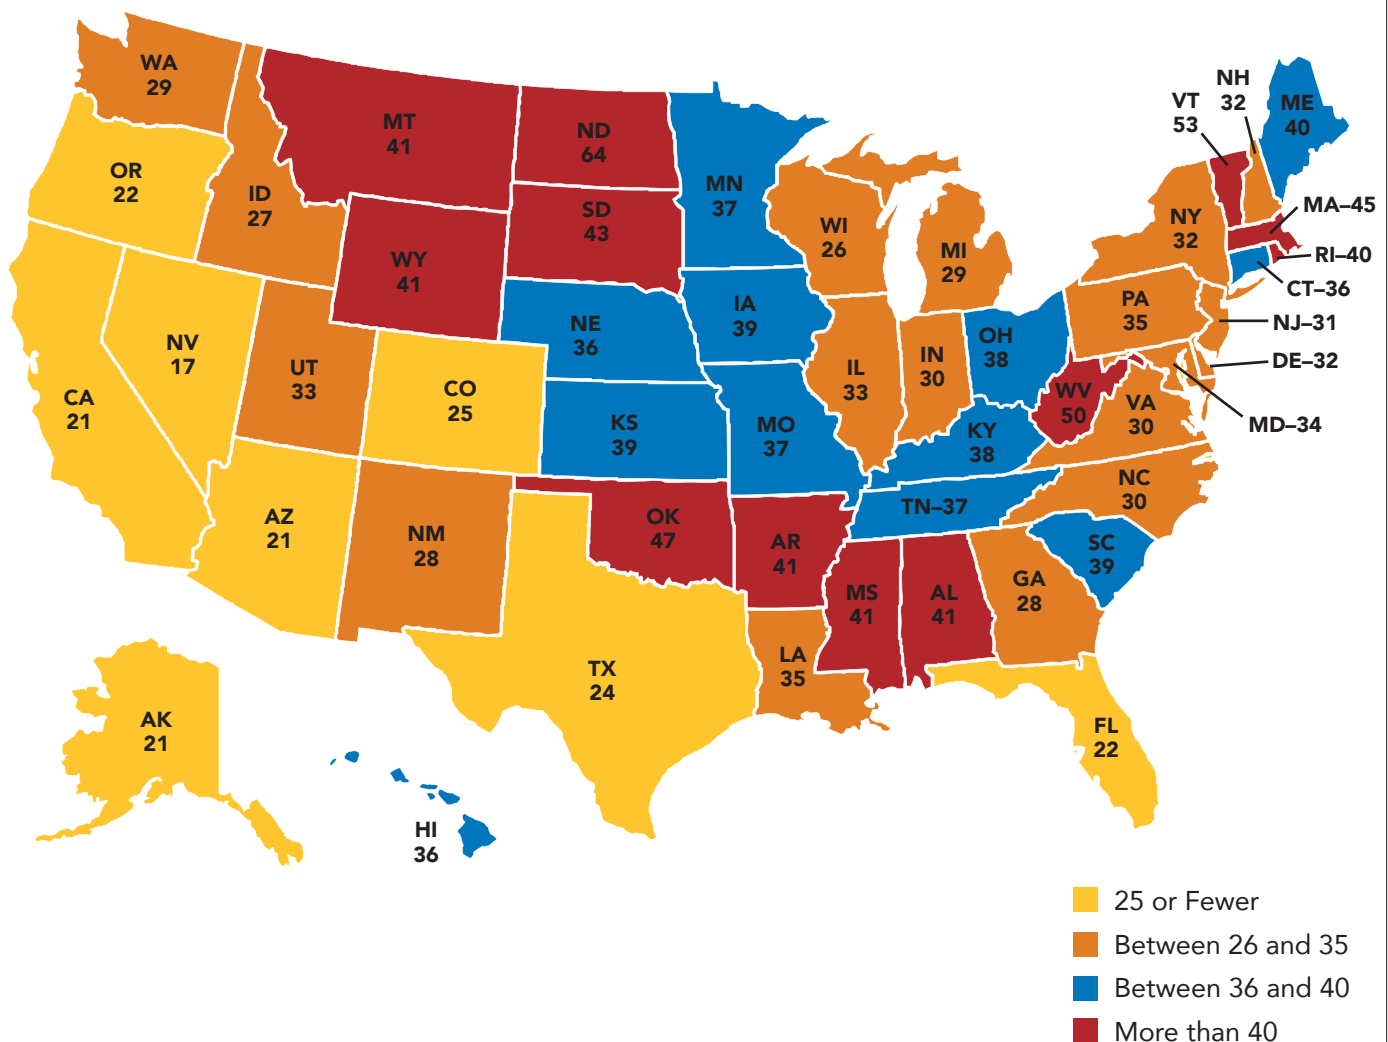 WA
29
OR
22
CA
21
NV
17
ID
27
MT
41
WY
41
UT
33
AZ
21
CO
25
NM
28
ND
64
SD
43
NE
36
KS
39
OK
47
TX
24
MN
37
IA
39
MO
37
AR
41
LA
35
WI
26
IL
33
MI
29
IN
30
OH
38
KY
38
TN–37
MS
41
AL
41
GA
28
FL
22
SC
39
NC
30
VA
30
WV
50
PA
35
NY
32
VT
53
NH
32
ME
40
MA–45
RI–40
CT–36
NJ–31
DE–32
MD–34
AK
21
HI
36
25 or Fewer
Between 26 and 35
Between 36 and 40
More than 40